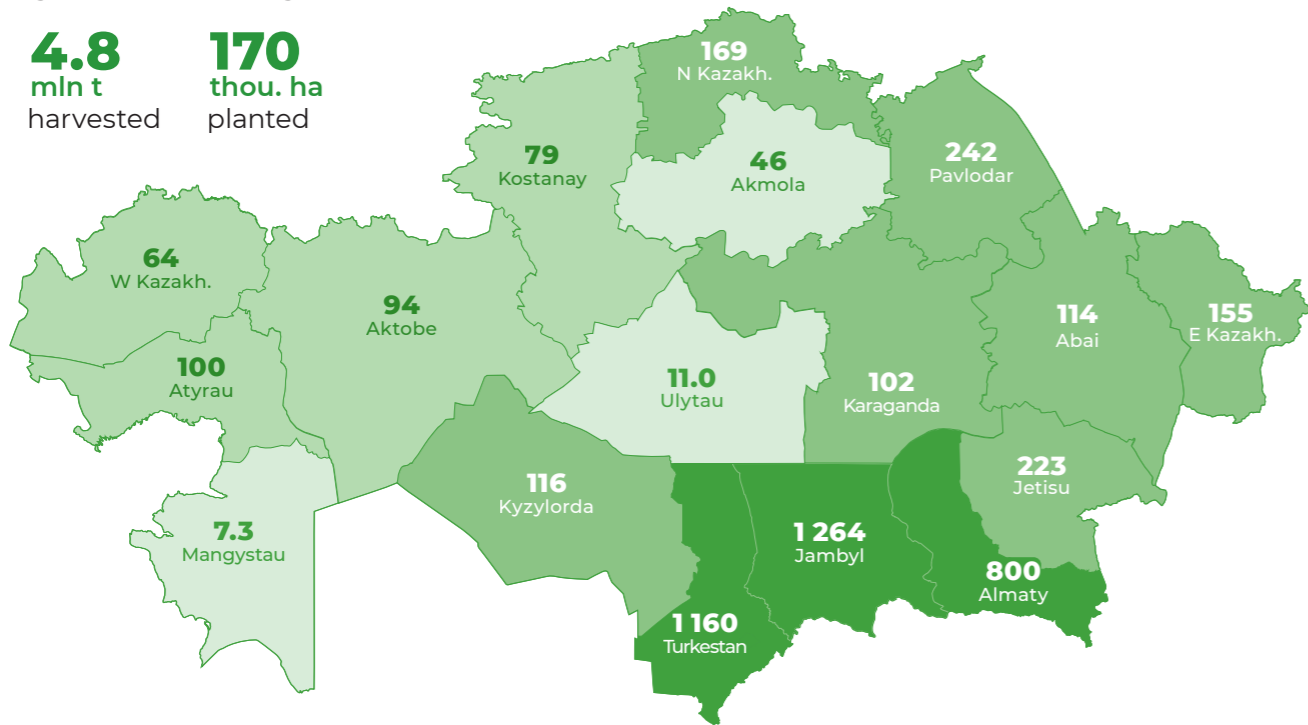 4.8
mln t
harvested
170
thou. ha
planted
169
N Kazakh.
79
Kostanay
46
Akmola
242
Pavlodar
64
W Kazakh.
94
Aktobe
100
Atyrau
11.0
Ulytau
102
Karaganda
114
Abai
155
E Kazakh.
7.3
Mangystau
116
Kyzylorda
223
Jetisu
1 264
Jambyl
800
Almaty
1 160
Turkestan